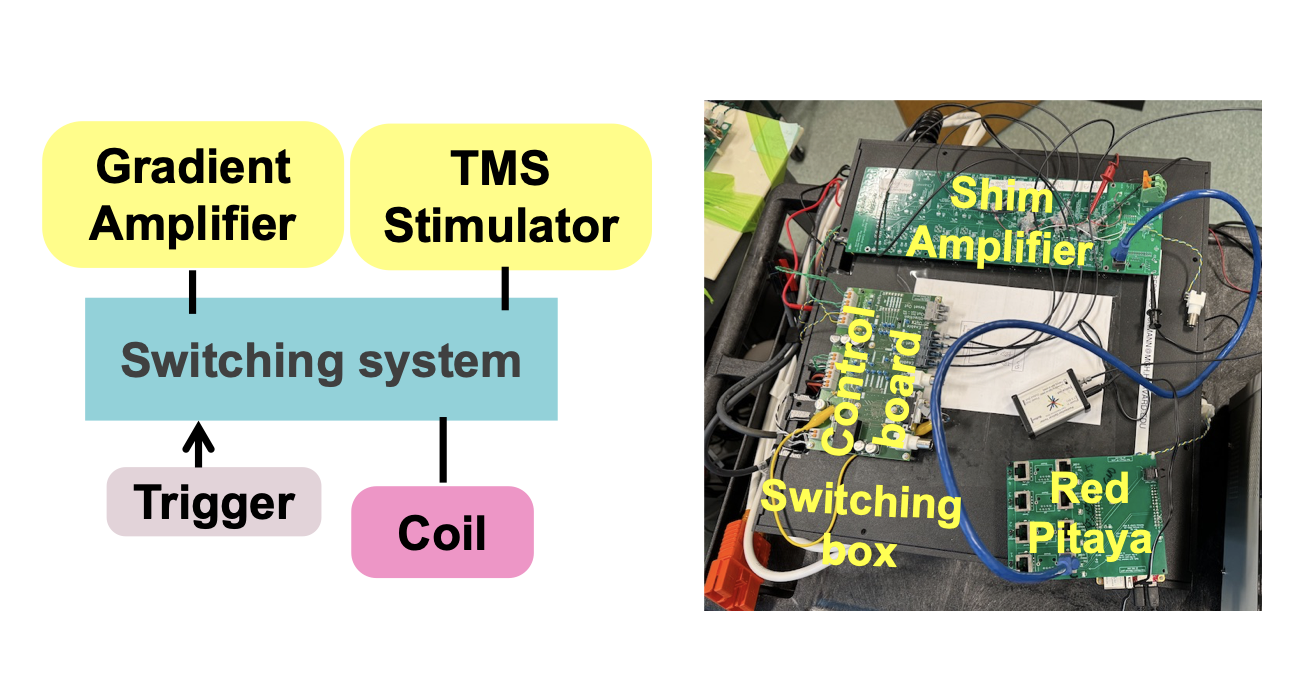 Gradient
Amplifier
TMS
Stimulator
Switching system
Trigger
Coil
Shim
Amplifier
Control
board
Switching
box
Red
Pitaya